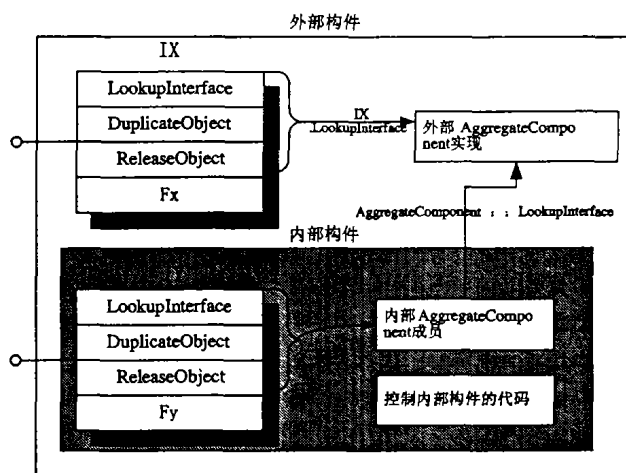 外部构件
IX
LookupInterface
DuplicateObject
ReleaseObject
Fx
IX
.LookupInterface
外部 AggregateCompo
nent实现
AggregateComponent ：：LookupInterface
内部构件
LookupInterface
DuplicateObject
ReleaseObject
Fy
内部 AggregateCompo
nent成员
控制内部构件的代码